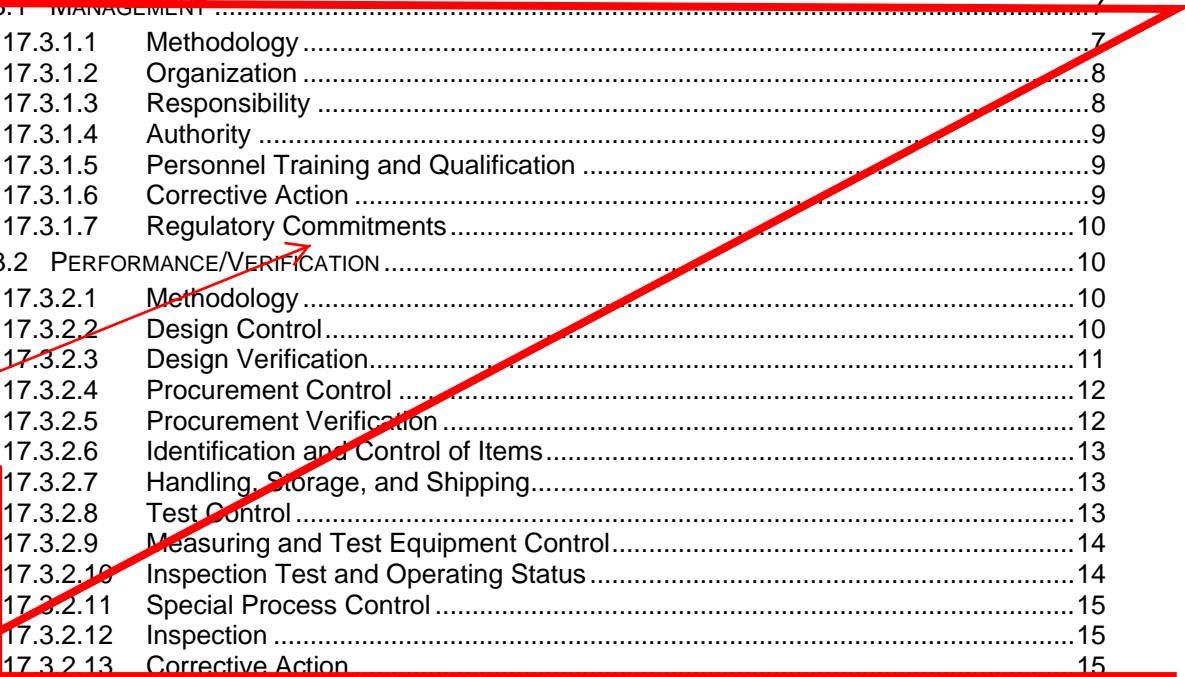 3.1 MANAGEMENT 7
17.3.1.1 Methodology 7
17.3.1.2 Organization 8
17.3.1.3 Responsibility 8
17.3.1.4 Authority 9
17.3.1.5 Personnel Training and Qualification 9
17.3.1.6 Corrective Action 9
17.3.1.7 Regulatory Commitments 10
3.2 PERFORMANCE/VERIFICATION 10
17.3.2.1 Methodology 10
17.3.2.2 Design Control 10
17.3.2.3 Design Verification 11
17.3.2.4 Procurement Control 12
17.3.2.5 Procurement Verification 12
17.3.2.6 Identification and Control of Items 13
17.3.2.7 Handling, Storage, and Shipping 13
17.3.2.8 Test Control 13
17.3.2.9 Measuring and Test Equipment Control 14
17.3.2.10 Inspection Test and Operating Status 14
17.3.2.11 Special Process Control 15
17.3.2.12 Inspection 15
17.3.2.13 Corrective Action 15